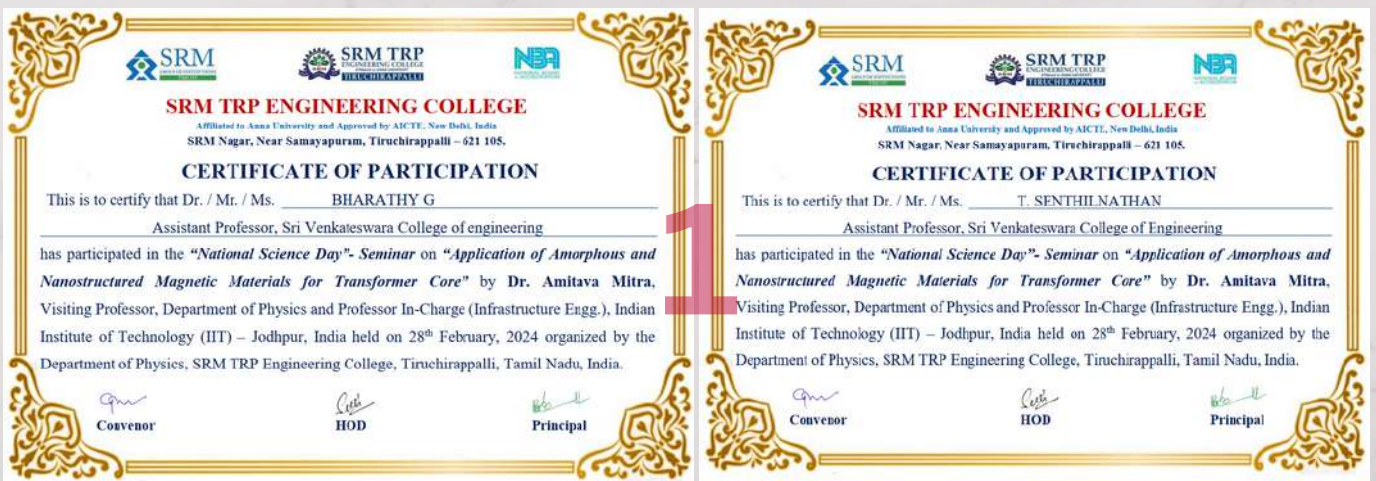 SRM
SRM TRP
ENGINEERING COLLEGE
TIRUCHIRAPPALLI
NBA
NATIONAL BOARD
SRM TRP ENGINEERING COLLEGE
Affiliated to Anna University and Approved by AICTE, New Delhi, India
SRM Nagar, Near Samayapuram, Tiruchirappalli – 621 105.
CERTIFICATE OF PARTICIPATION
This is to certify that Dr. / Mr. / Ms. BHARATHY G
Assistant Professor, Sri Venkateswara College of engineering
has participated in the “National Science Day”- Seminar on “Application of Amorphous and
Nanostructured Magnetic Materials for Transformer Core” by Dr. Amitava Mitra,
Visiting Professor, Department of Physics and Professor In-Charge (Infrastructure Engg.), Indian
Institute of Technology (IIT) – Jodhpur, India held on 28th February, 2024 organized by the
Department of Physics, SRM TRP Engineering College, Tiruchirappalli, Tamil Nadu, India.
Convenor
HOD
Principal
1
SRM
SRM TRP
ENGINEERING COLLEGE
TIRUCHIRAPPALLI
NBA
SRM TRP ENGINEERING COLLEGE
Affiliated to Anna University and Approved by AICTE, New Delhi, India
SRM Nagar, Near Samayapuram, Tiruchirappalli – 621 105.
CERTIFICATE OF PARTICIPATION
This is to certify that Dr. / Mr. / Ms. T. SENTHILNATHAN
Assistant Professor, Sri Venkateswara College of Engineering
has participated in the “National Science Day”- Seminar on “Application of Amorphous and
Nanostructured Magnetic Materials for Transformer Core” by Dr. Amitava Mitra,
Visiting Professor, Department of Physics and Professor In-Charge (Infrastructure Engg.), Indian
Institute of Technology (IIT) – Jodhpur, India held on 28th February, 2024 organized by the
Department of Physics, SRM TRP Engineering College, Tiruchirappalli, Tamil Nadu, India.
Convenor
HOD
Principal